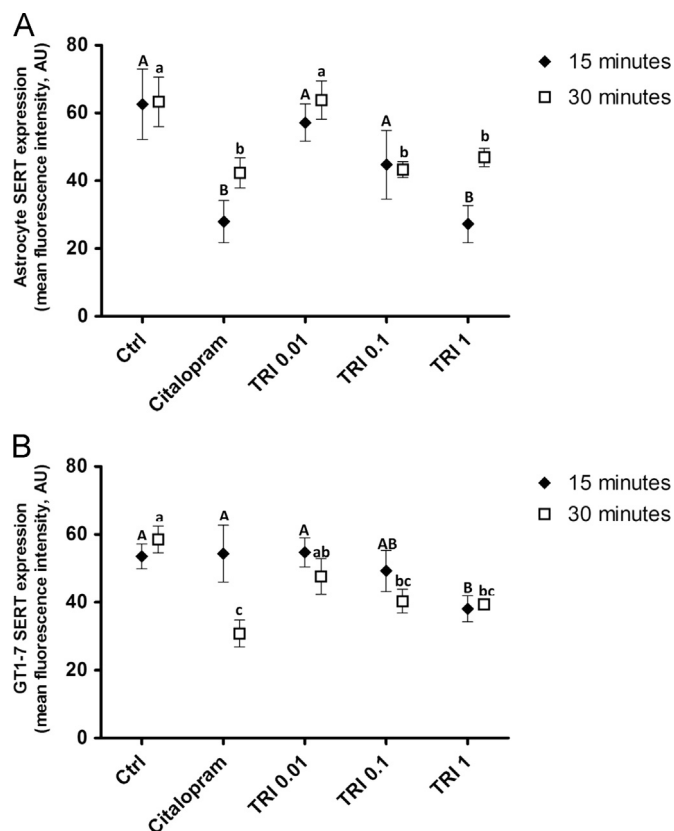 A
Astrocyte SERT expression
(mean fluorescence intensity, AU)
80
60
40
20
0
A
a
B
b
A
a
A
b
B
b
Ctrl
Citalopram
TRI 0.01
TRI 0.1
TRI 1
15 minutes
30 minutes
B
GT1-7 SERT expression
(mean fluorescence intensity, AU)
80
60
40
20
0
A
a
A
c
A
ab
AB
bc
B
bc
Ctrl
Citalopram
TRI 0.01
TRI 0.1
TRI 1
15 minutes
30 minutes